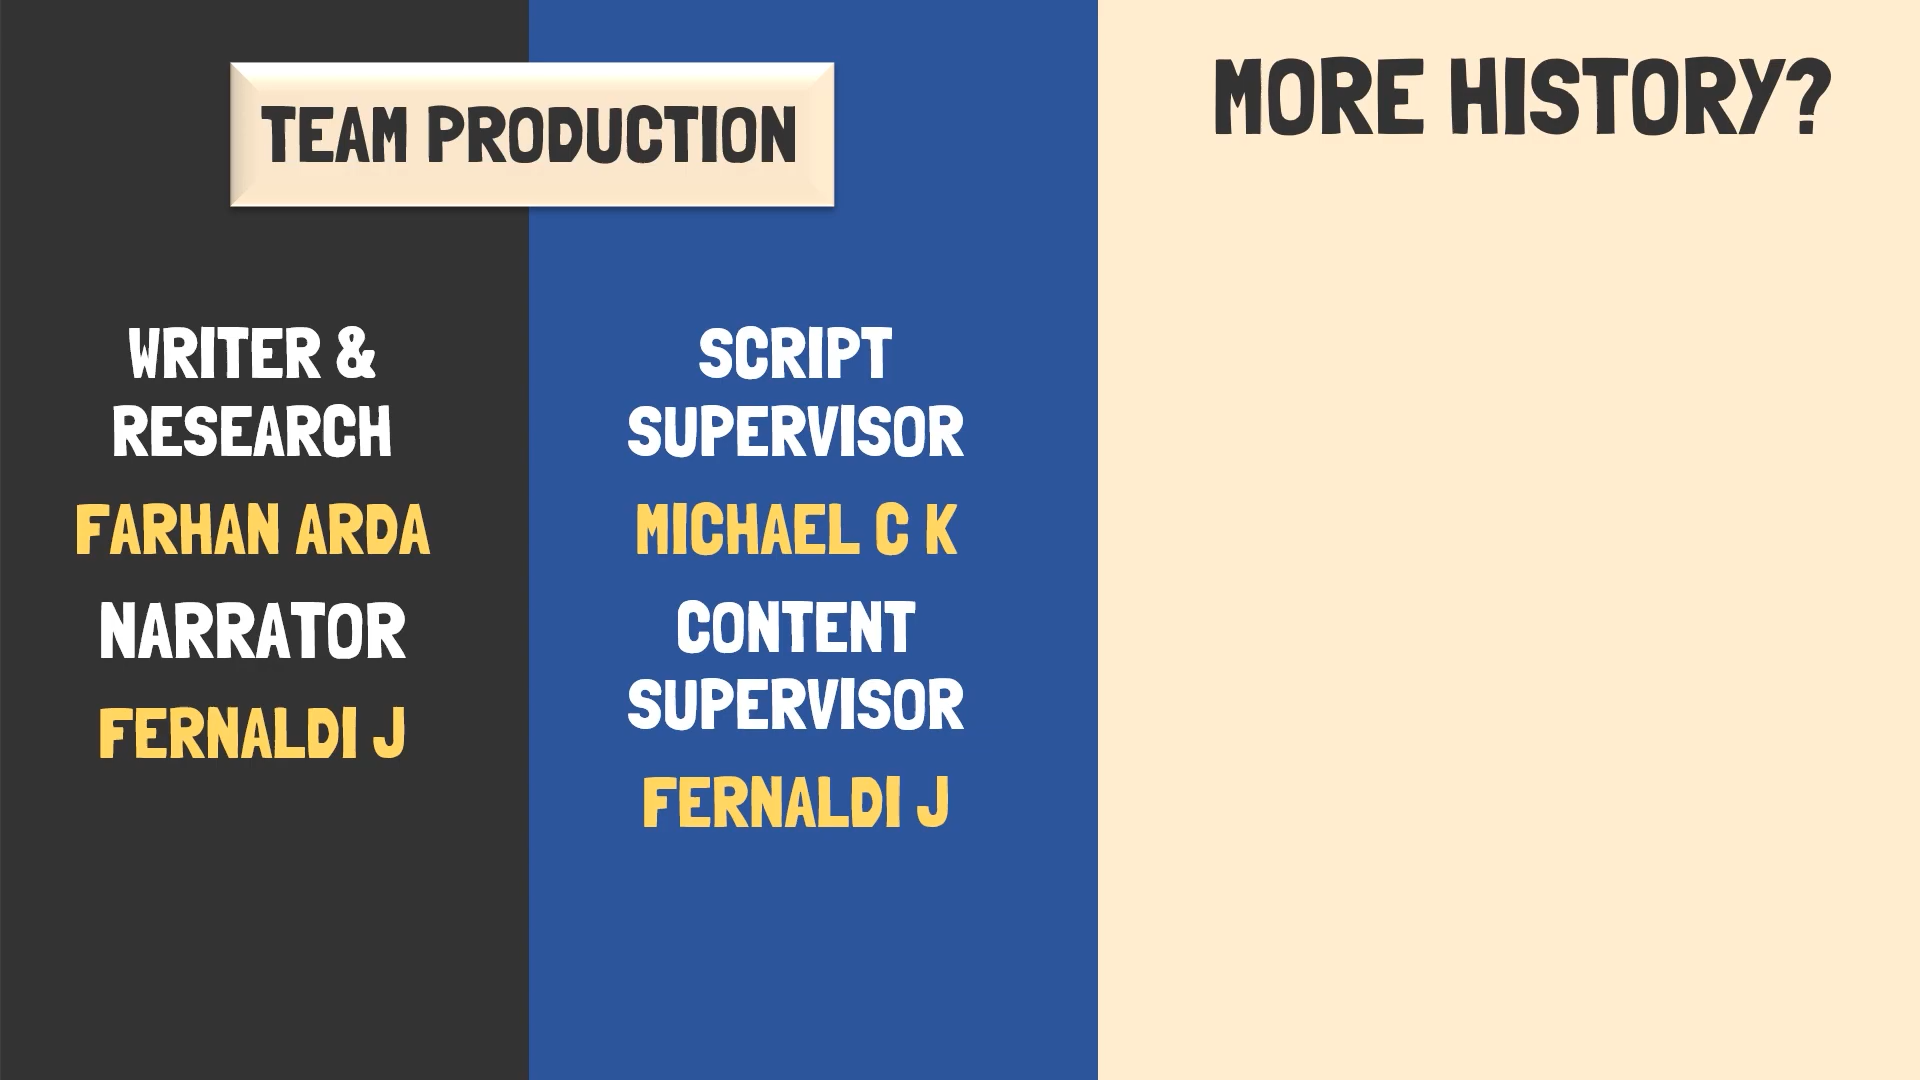 TEAM PRODUCTION
WRITER &
RESEARCH
FARHAN ARDA
NARRATOR
FERNALDI J
SCRIPT
SUPERVISOR
MICHAEL C K
CONTENT
SUPERVISOR
FERNALDI J
MORE HISTORY?